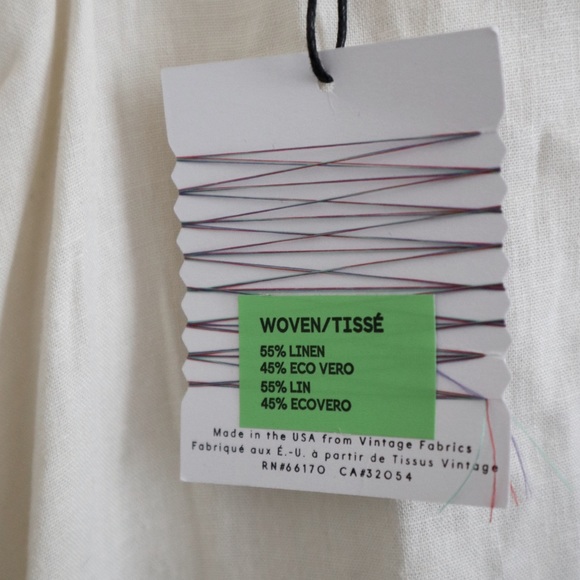 WOVEN/TISSÉ
55% LINEN
45% ECO VERO
55% LIN
45% ECOVERO
Made in the USA from Vintage Fabrics
Fabriqué aux É.-U. à partir de Tissus Vintage
RN#66170 CA#32054